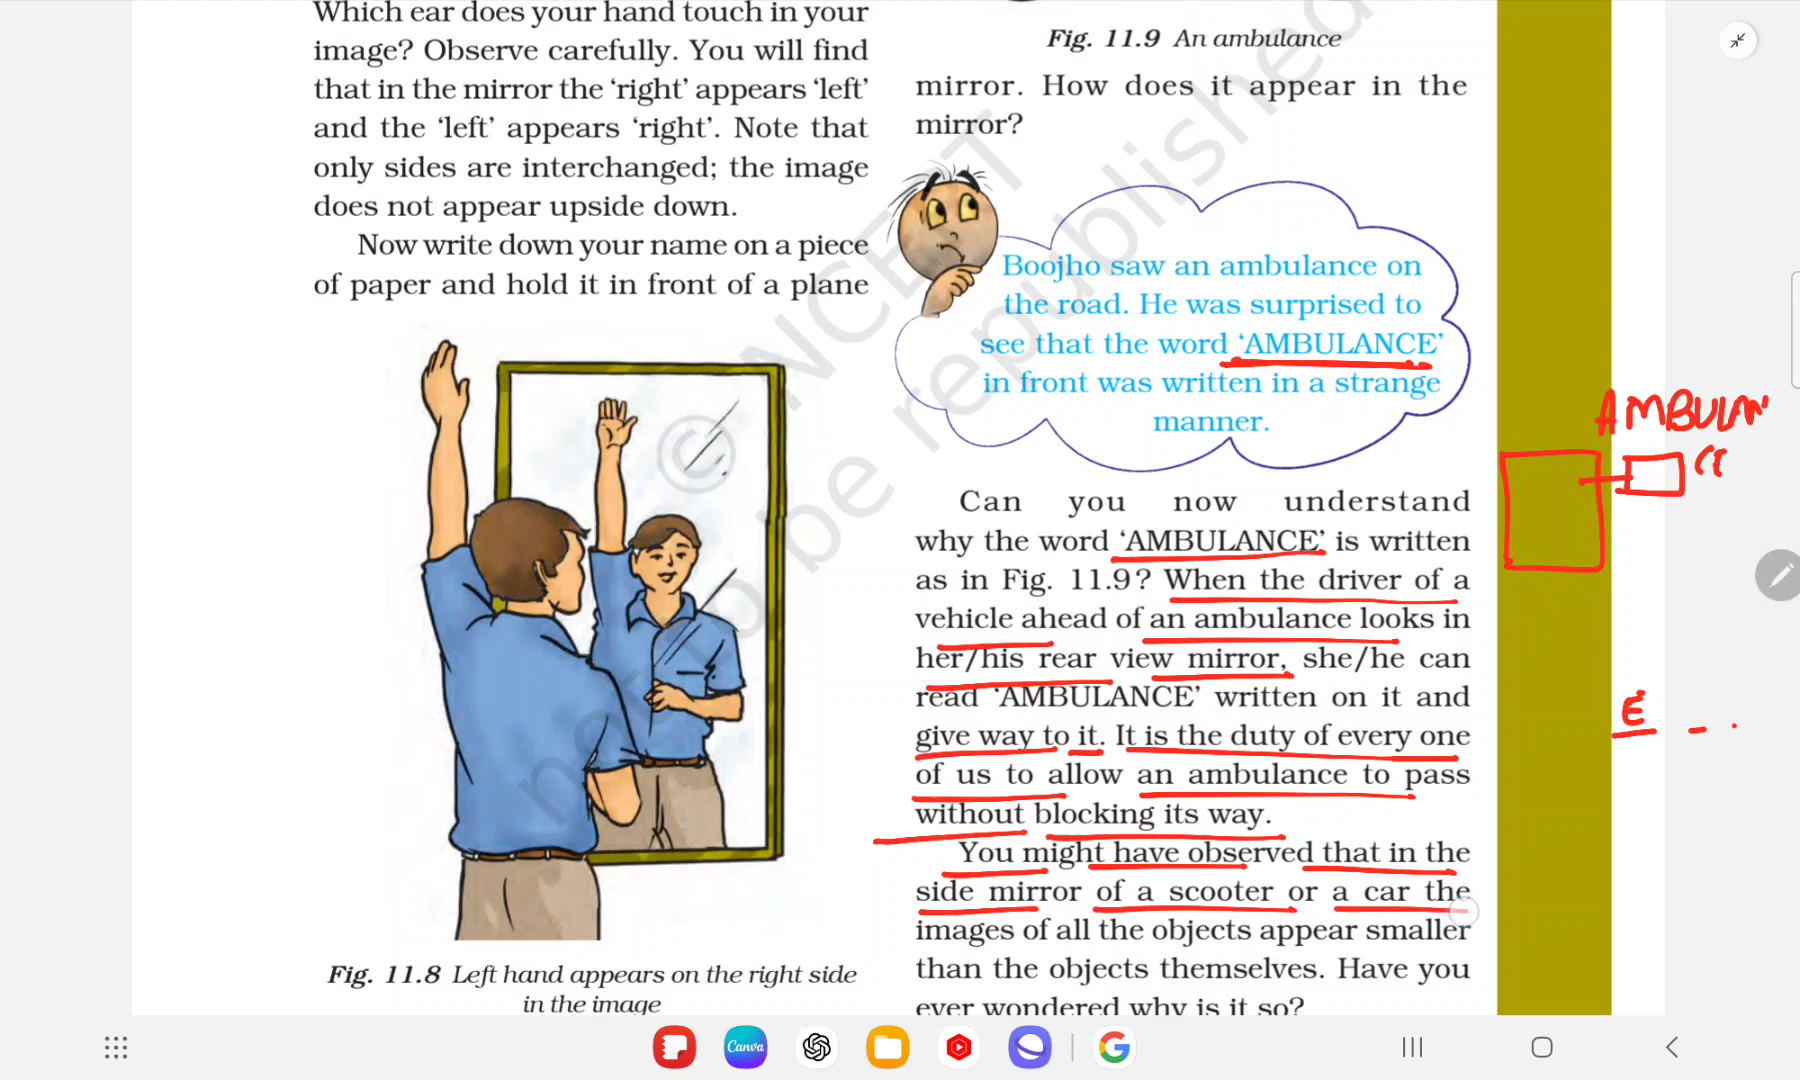 Which ear does your hand touch in your
image? Observe carefully. You will find
that in the mirror the ‘right’ appears ‘left’
and the ‘left’ appears ‘right’. Note that
only sides are interchanged; the image
does not appear upside down.
Now write down your name on a piece
of paper and hold it in front of a plane
Fig. 11.8 Left hand appears on the right side
in the image
Fig. 11.9 An ambulance
mirror. How does it appear in the
mirror?
Boojho saw an ambulance on
the road. He was surprised to
see that the word ‘AMBULANCE’
in front was written in a strange
manner.
Can you now understand
why the word ‘AMBULANCE’ is written
as in Fig. 11.9? When the driver of a
vehicle ahead of an ambulance looks in
her/his rear view mirror, she/he can
read ‘AMBULANCE’ written on it and
give way to it. It is the duty of every one
of us to allow an ambulance to pass
without blocking its way.
You might have observed that in the
side mirror of a scooter or a car the
images of all the objects appear smaller
than the objects themselves. Have you
ever wondered why is it so?
© NCERT
not to be republished
E
Canva